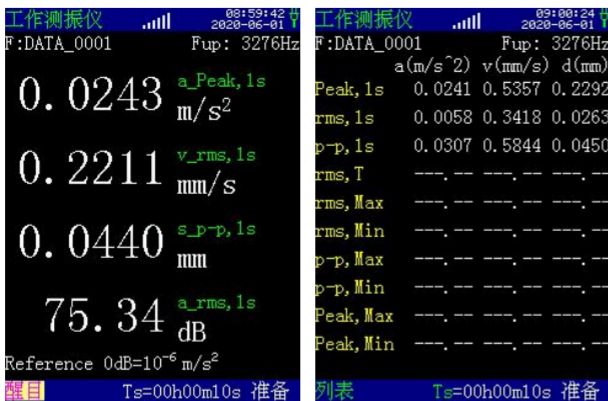 工作测振仪 08:59:42
2020-06-01
F:DATA_0001 Fup: 3276Hz
0.0243 a_Peak,1s
m/s²
0.2211 v_rms,1s
mm/s
0.0440 s_p-p,1s
mm
75.34 a_rms,1s
dB
Reference 0dB=10⁻⁶ m/s²
醒目 Ts=00h00m10s 准备
工作测振仪 09:00:24
2020-06-01
F:DATA_0001 Fup: 3276Hz
a(m/s^2) v(mm/s) d(mm)
Peak,1s 0.0241 0.5357 0.2292
rms,1s 0.0058 0.3418 0.0263
p-p,1s 0.0307 0.5844 0.0450
rms,T ---.-- ---.-- ---.--
rms,Max ---.-- ---.-- ---.--
rms,Min ---.-- ---.-- ---.--
p-p,Max ---.-- ---.-- ---.--
p-p,Min ---.-- ---.-- ---.--
Peak,Max ---.-- ---.-- ---.--
Peak,Min ---.-- ---.-- ---.--
列表 Ts=00h00m10s 准备